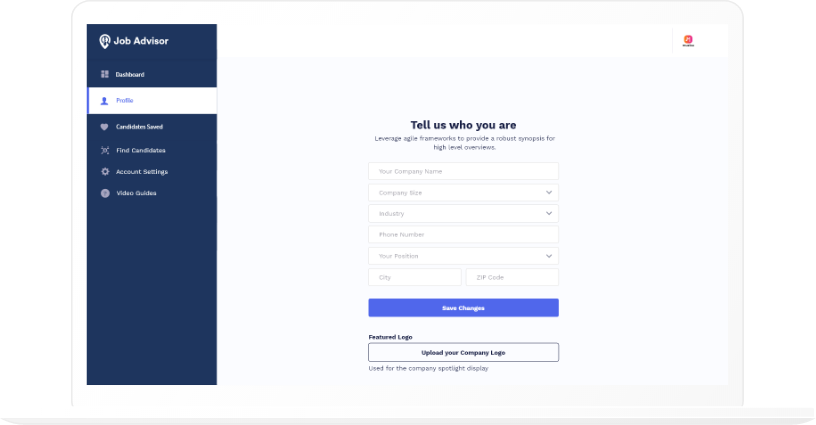 Job Advisor
Dashboard
Profile
Candidates Saved
Find Candidates
Account Settings
Video Guides
Tell us who you are
Leverage agile frameworks to provide a robust synopsis for
high level overviews.
Your Company Name
Company Size
Industry
Phone Number
Your Position
City
ZIP Code
Save Changes
Featured Logo
Upload your Company Logo
Used for the company spotlight display